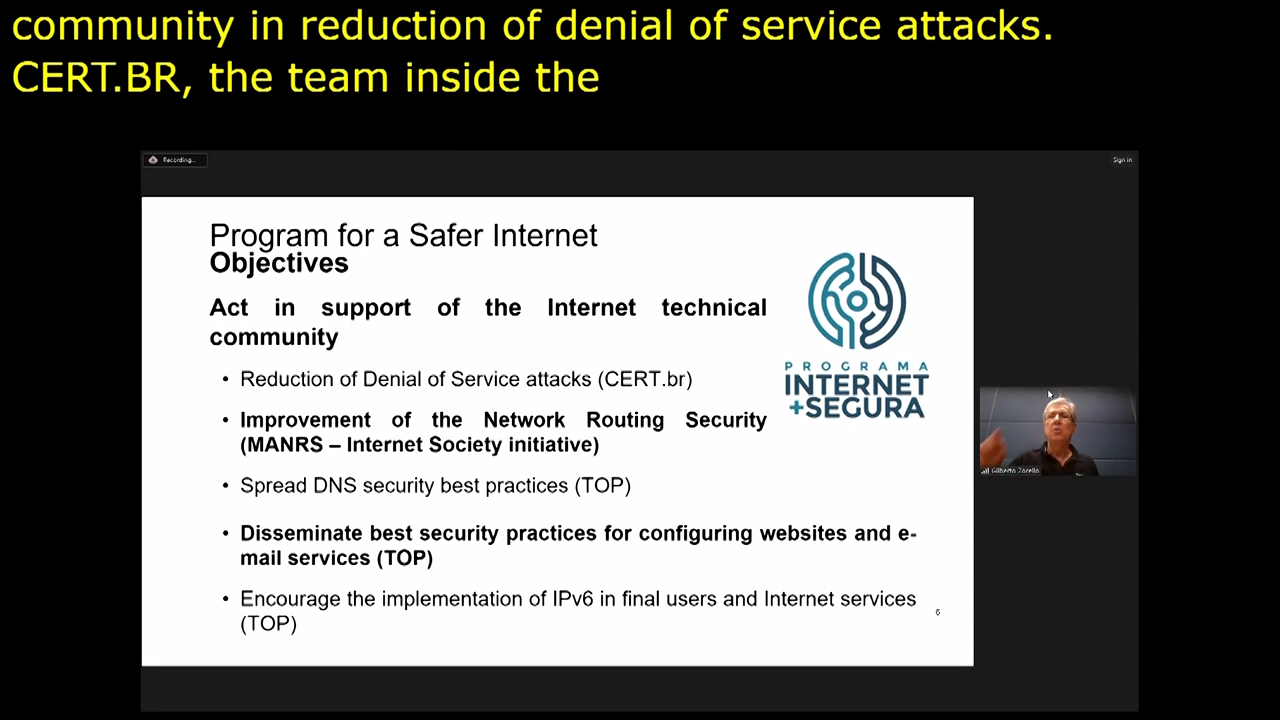 community in reduction of denial of service attacks.
CERT.BR, the team inside the
Recording...
Sign in
Program for a Safer Internet
Objectives
Act in support of the Internet technical
community
• Reduction of Denial of Service attacks (CERT.br)
• Improvement of the Network Routing Security
(MANRS – Internet Society initiative)
• Spread DNS security best practices (TOP)
• Disseminate best security practices for configuring websites and e-
mail services (TOP)
• Encourage the implementation of IPv6 in final users and Internet services
(TOP)
PROGRAMA
INTERNET
+SEGURA
Gilberto Zorello
6